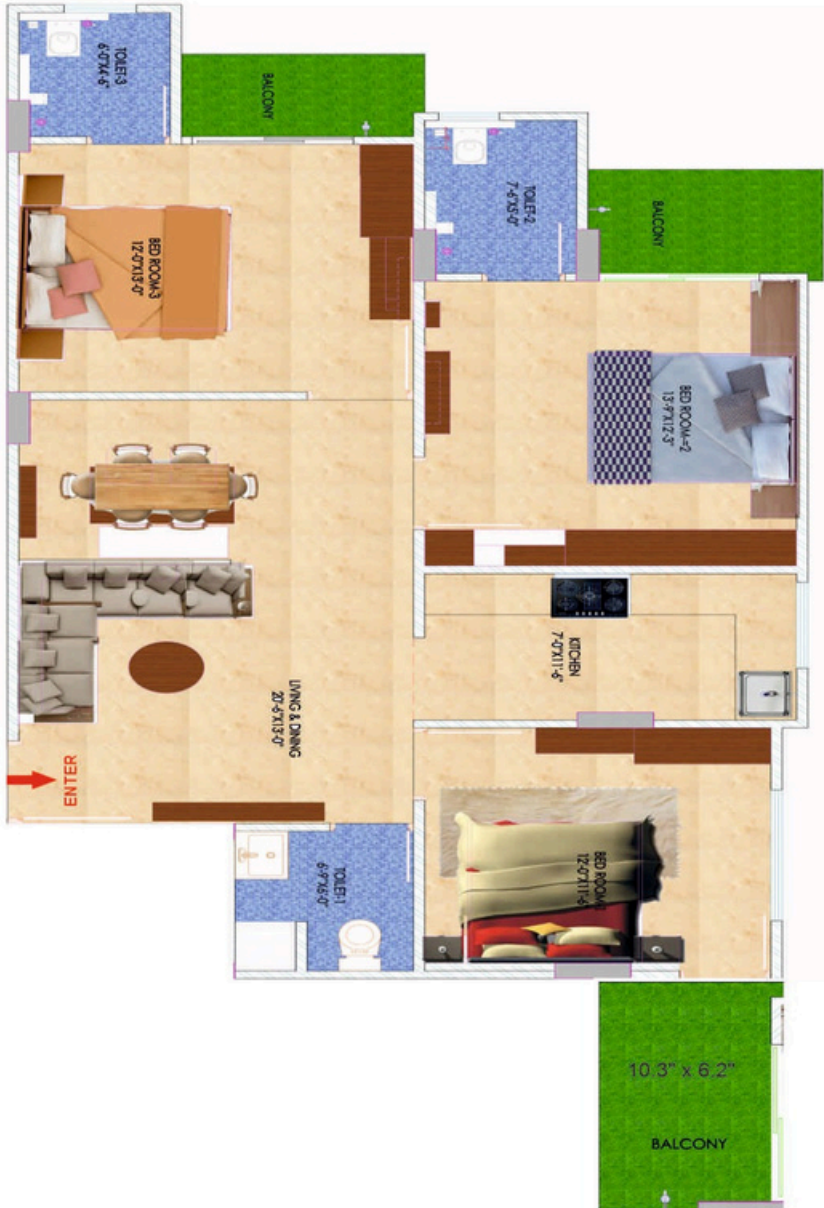 TOILET-3
6'-0"X4'-6"
BALCONY
TOILET-2
7'-6"X5'-0"
BALCONY
BED ROOM-3
12'-0"X13'-0"
BED ROOM=2
13'-9"X12'-3"
KITCHEN
7'-0"X11'-6"
LIVING & DINING
20'-6"X13'-0"
ENTER
TOILET-1
6'-9"X6'-0"
BED ROOM-1
12'-0"X11'-6"
10.3" x 6.2"
BALCONY